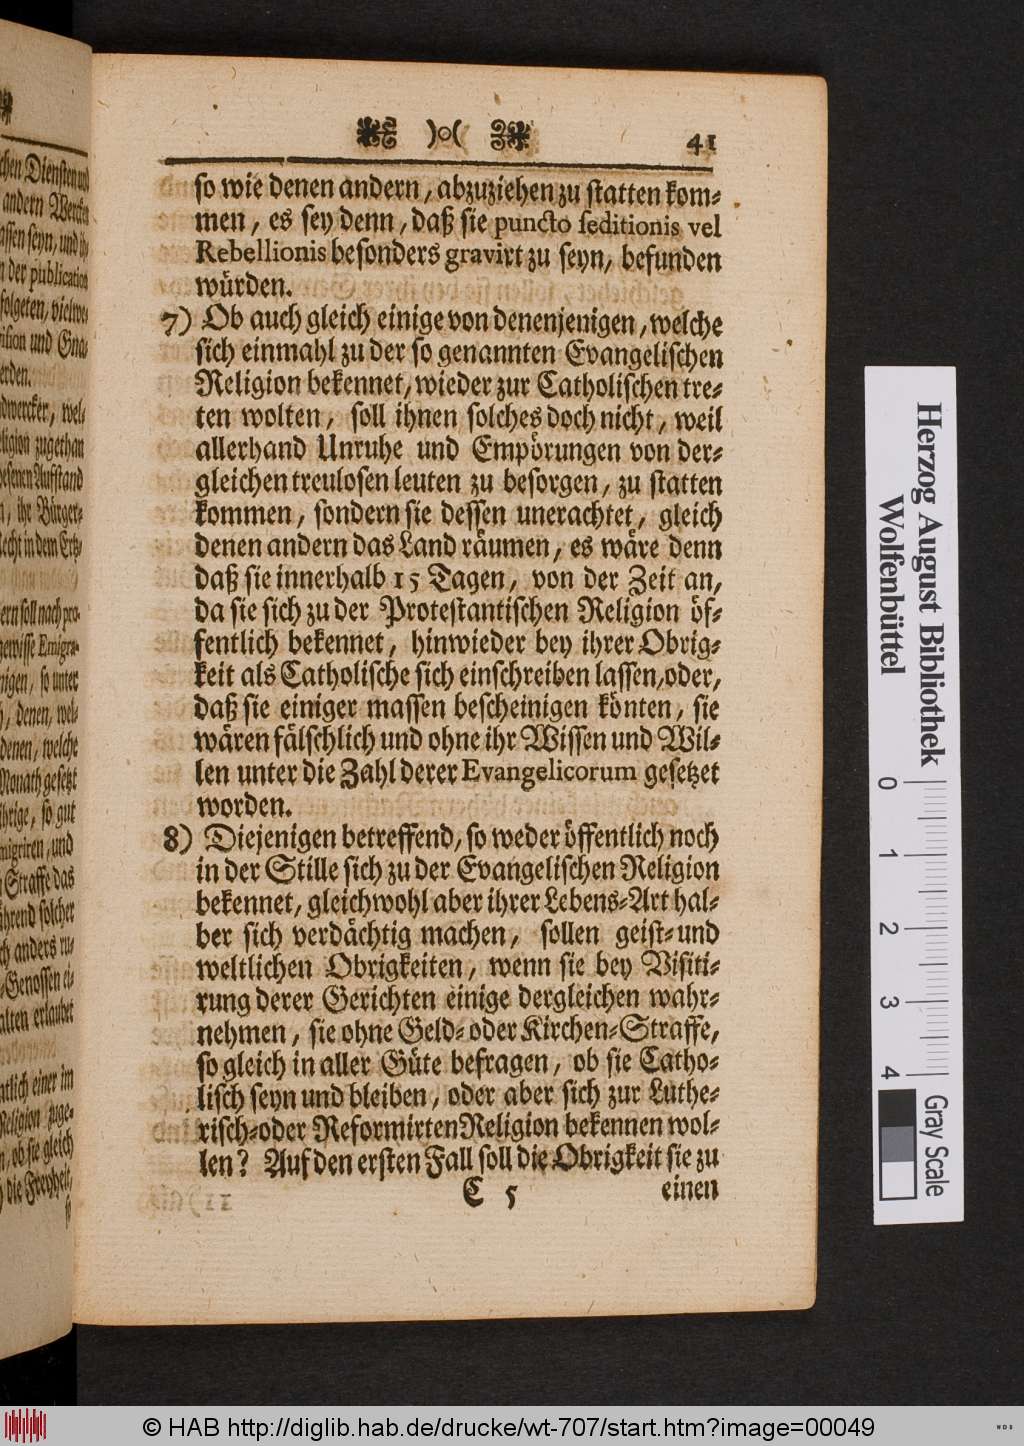 )o( 41
so wie denen andern, abzuziehen zu statten kom-
men, es sey denn, daß sie puncto seditionis vel
Rebellionis besonders gravirt zu seyn, befunden
würden.
7) Ob auch gleich einige von denenjenigen, welche
sich einmahl zu der so genannten Evangelischen
Religion bekennet, wieder zur Catholischen tre-
ten wolten, soll ihnen solches doch nicht, weil
allerhand Unruhe und Empörungen von der-
gleichen treulosen leuten zu besorgen, zu statten
kommen, sondern sie dessen unerachtet, gleich
denen andern das Land räumen, es wäre denn
daß sie innerhalb 15 Tagen, von der Zeit an,
da sie sich zu der Protestantischen Religion öf-
fentlich bekennet, hinwieder bey ihrer Obrig-
keit als Catholische sich einschreiben lassen, oder,
daß sie einiger massen bescheinigen könten, sie
wären fälschlich und ohne ihr Wissen und Wil-
len unter die Zahl derer Evangelicorum gesetzet
worden.
8) Diejenigen betreffend, so weder öffentlich noch
in der Stille sich zu der Evangelischen Religion
bekennet, gleichwohl aber ihrer Lebens-Art hal-
ber sich verdächtig machen, sollen geist- und
weltlichen Obrigkeiten, wenn sie bey Visiti-
rung derer Gerichten einige dergleichen wahr-
nehmen, sie ohne Geld- oder Kirchen-Straffe,
so gleich in aller Güte befragen, ob sie Catho-
lisch seyn und bleiben, oder aber sich zur Luthe-
risch- oder Reformirten Religion bekennen wol-
len? Auf den ersten Fall soll die Obrigkeit sie zu
C 5 einen
Herzog August Bibliothek
Wolfenbüttel
0 1 2 3 4
Gray Scale
© HAB http://diglib.hab.de/drucke/wt-707/start.htm?image=00049